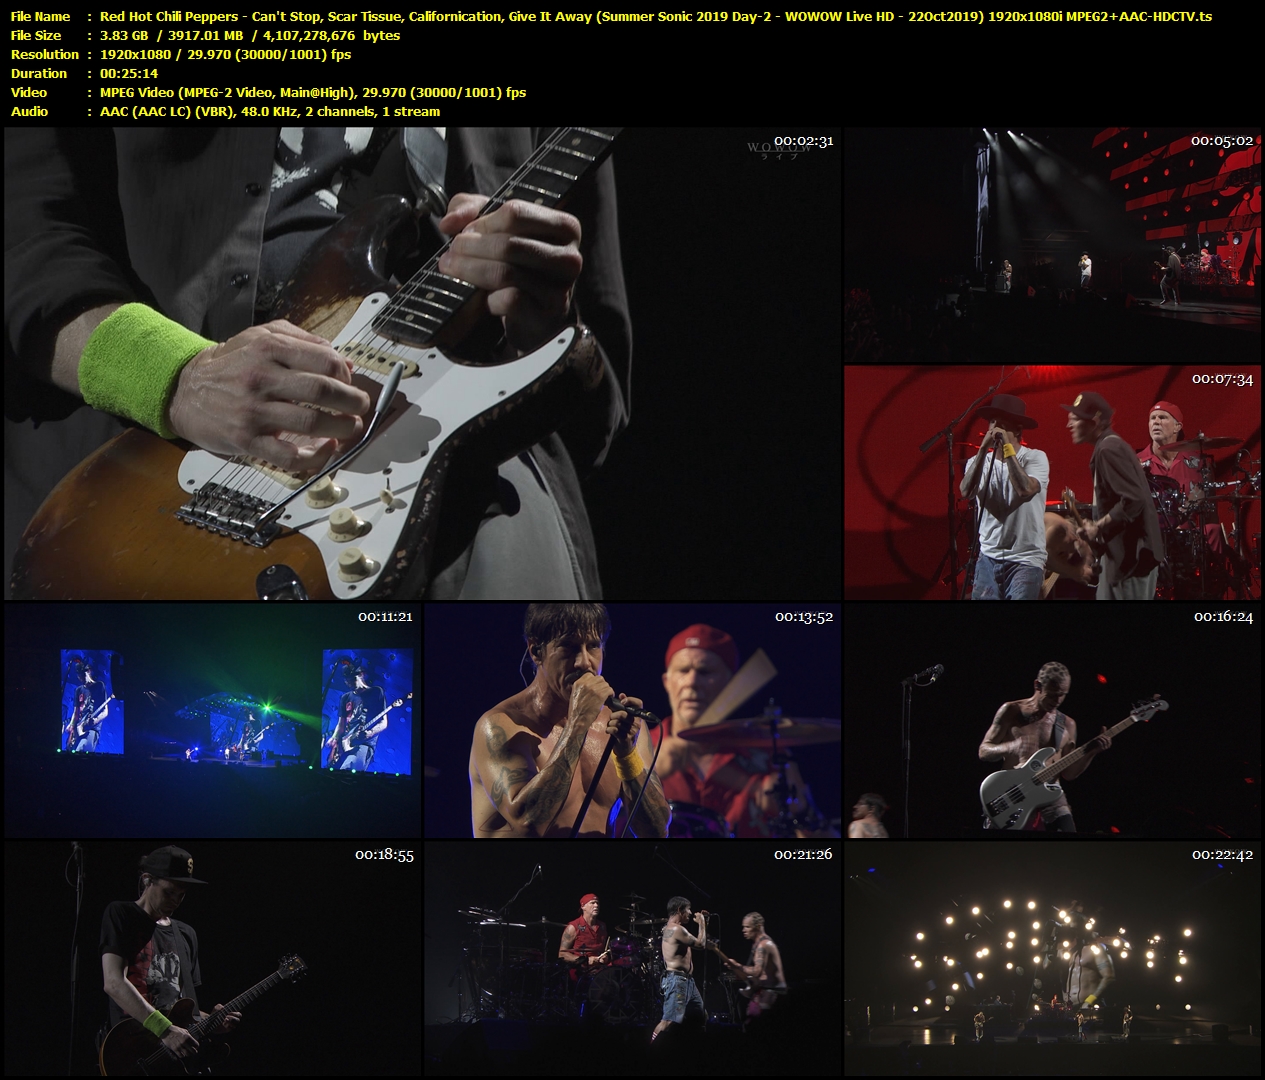 File Name : Red Hot Chili Peppers - Can't Stop, Scar Tissue, Californication, Give It Away (Summer Sonic 2019 Day-2 - WOWOW Live HD - 22Oct2019) 1920x1080i MPEG2+AAC-HDCTV.ts
File Size : 3.83 GB / 3917.01 MB / 4,107,278,676 bytes
Resolution : 1920x1080 / 29.970 (30000/1001) fps
Duration : 00:25:14
Video : MPEG Video (MPEG-2 Video, Main@High), 29.970 (30000/1001) fps
Audio : AAC (AAC LC) (VBR), 48.0 KHz, 2 channels, 1 stream
00:02:31
WOWOW
ライブ
00:05:02
00:07:34
00:11:21
00:13:52
00:16:24
00:18:55
00:21:26
00:22:42